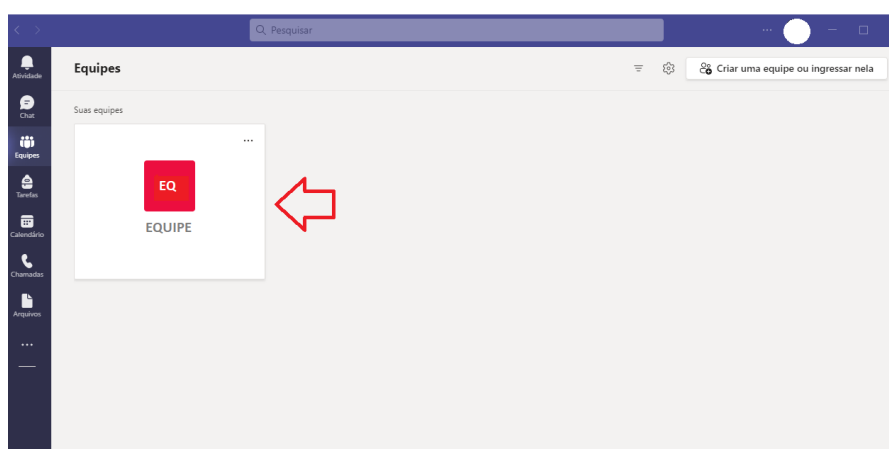 Pesquisar
Atividade
Chat
Equipes
Tarefas
Calendário
Chamadas
Arquivos
Equipes
Criar uma equipe ou ingressar nela
Suas equipes
EQ
EQUIPE